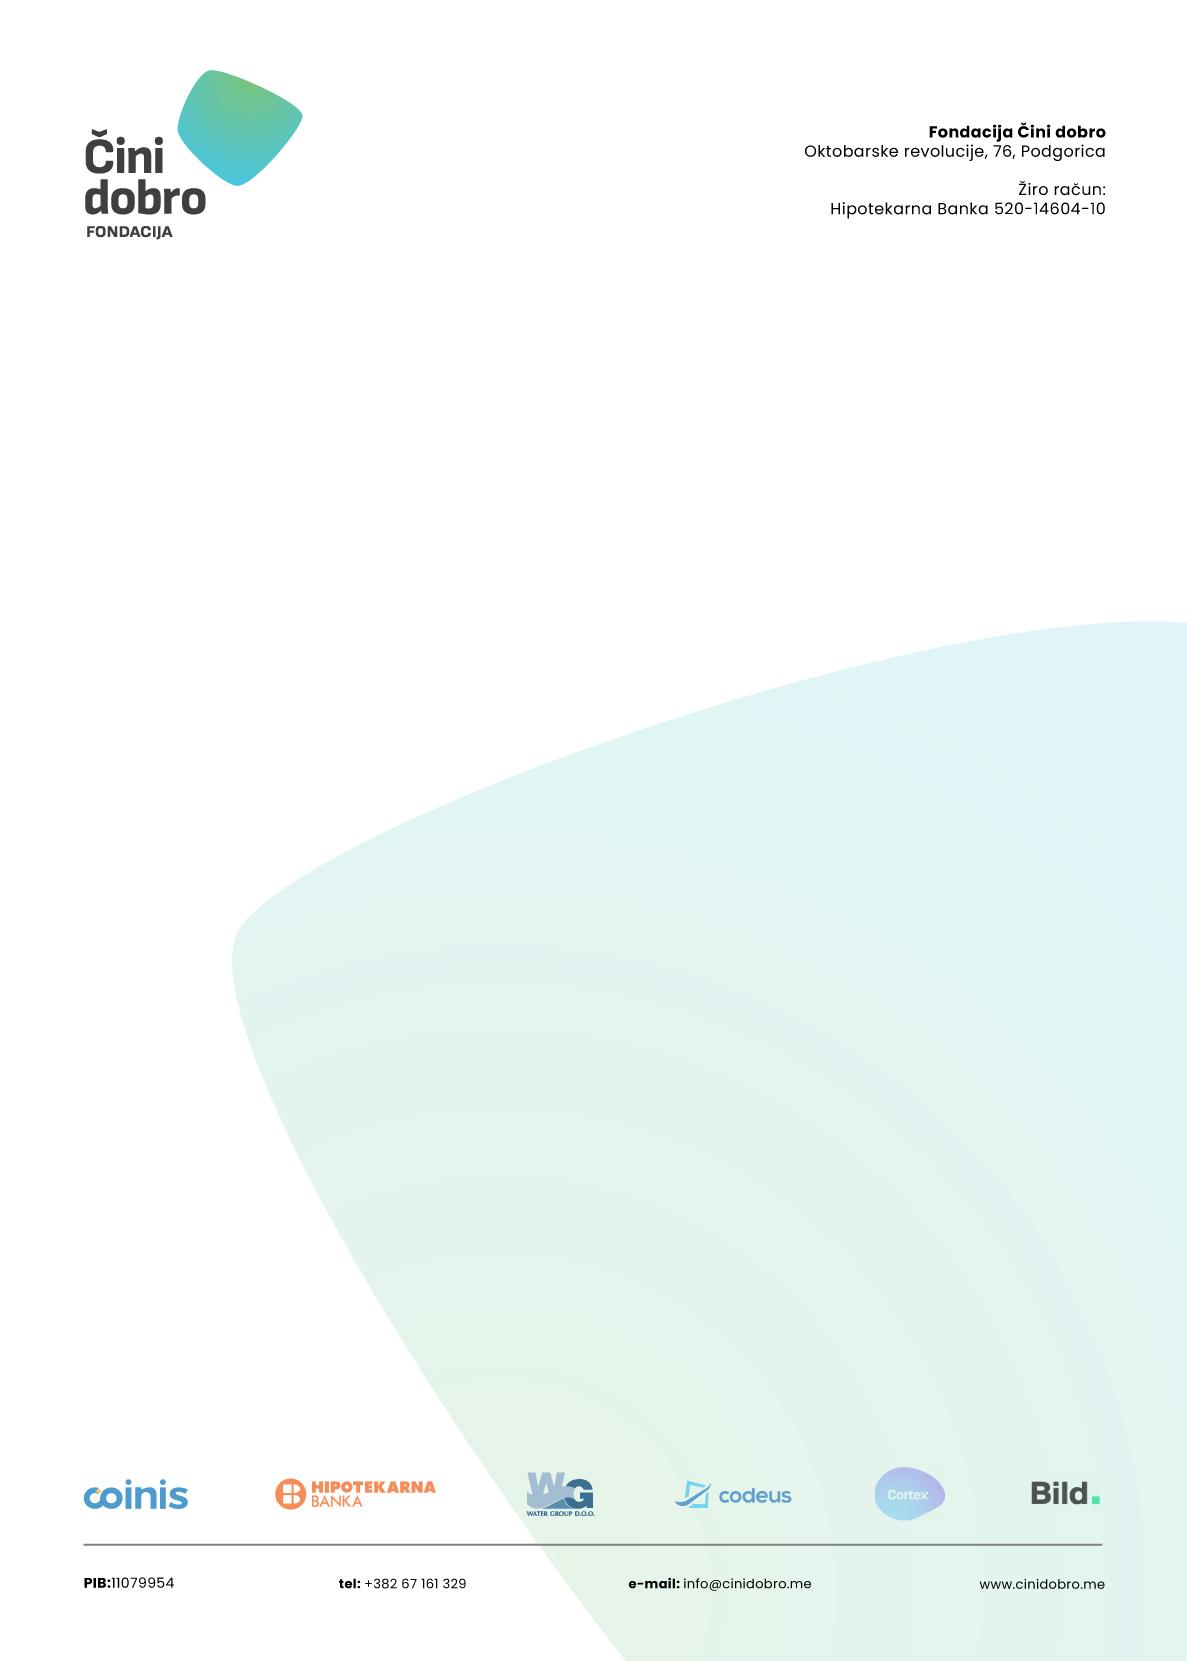 Čini
dobro
FONDACIJA
Fondacija Čini dobro
Oktobarske revolucije, 76, Podgorica
Žiro račun:
Hipotekarna Banka 520-14604-10
coinis
HIPOTEKARNA
BANKA
WG
WATER GROUP D.O.O.
codeus
Cortex
Bild.
PIB:11079954
tel: +382 67 161 329
e-mail: info@cinidobro.me
www.cinidobro.me